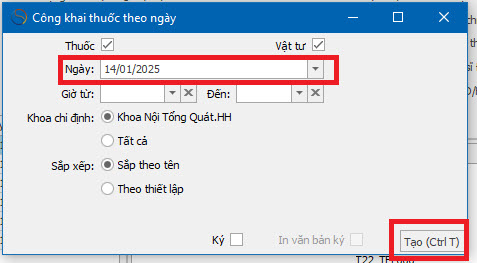 Công khai thuốc theo ngày
Thuốc Vật tư
Ngày: 14/01/2025
Giờ từ: Đến:
Khoa chỉ định: Khoa Nội Tổng Quát.HH
Tất cả
Sắp xếp: Sắp theo tên
Theo thiết lập
Ký In văn bản ký
Tạo (Ctrl T)